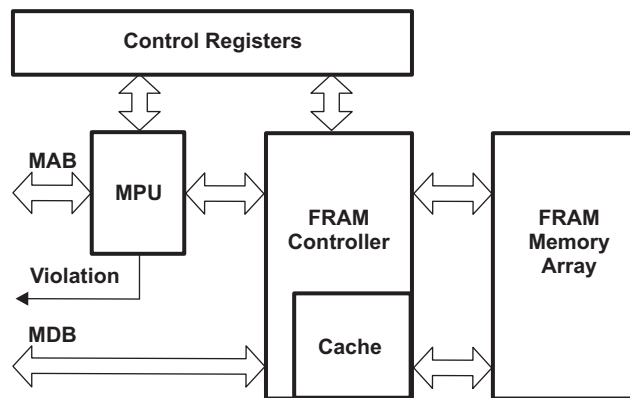 Control Registers
MAB
MPU
FRAM
Controller
FRAM
Memory
Array
Violation
MDB
Cache